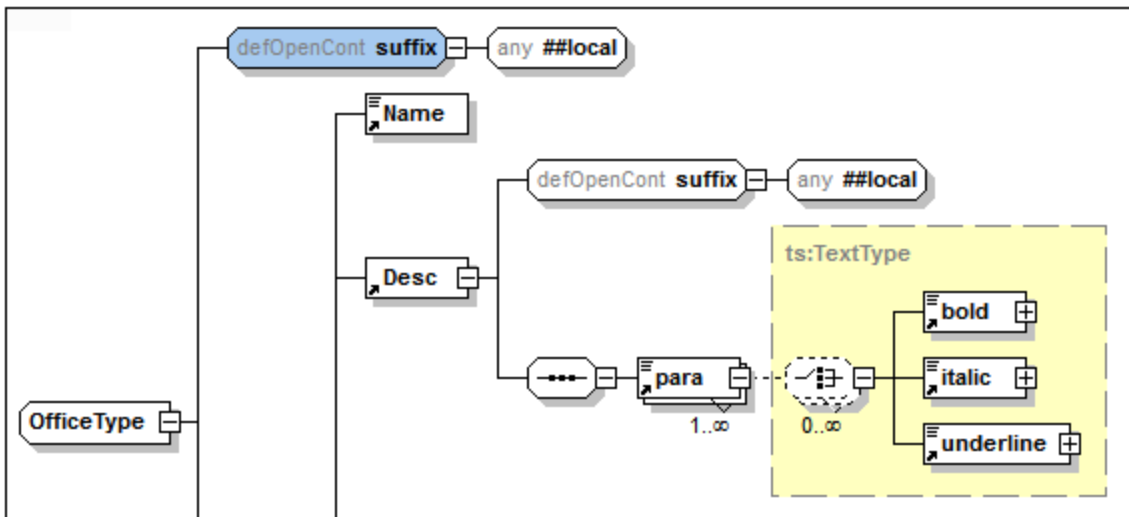 defOpenCont suffix any ##local
Name
defOpenCont suffix any ##local
Desc
ts:TextType
bold
para
italic
1..∞
0..∞
OfficeType
underline